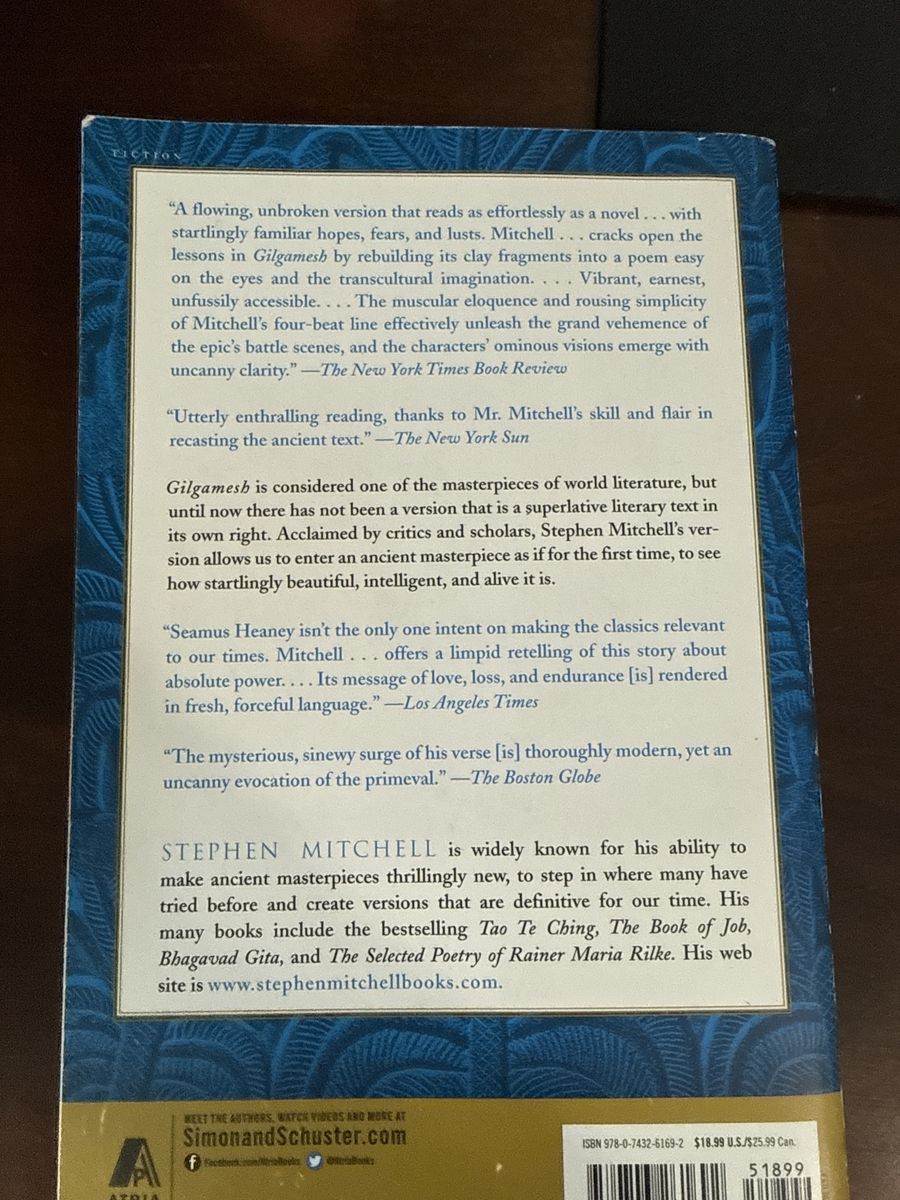 FICTION
“A flowing, unbroken version that reads as effortlessly as a novel . . . with
startlingly familiar hopes, fears, and lusts. Mitchell . . . cracks open the
lessons in Gilgamesh by rebuilding its clay fragments into a poem easy
on the eyes and the transcultural imagination. . . . Vibrant, earnest,
unfussily accessible. . . . The muscular eloquence and rousing simplicity
of Mitchell’s four-beat line effectively unleash the grand vehemence of
the epic’s battle scenes, and the characters’ ominous visions emerge with
uncanny clarity.” —The New York Times Book Review
“Utterly enthralling reading, thanks to Mr. Mitchell’s skill and flair in
recasting the ancient text.” —The New York Sun
Gilgamesh is considered one of the masterpieces of world literature, but
until now there has not been a version that is a superlative literary text in
its own right. Acclaimed by critics and scholars, Stephen Mitchell’s ver-
sion allows us to enter an ancient masterpiece as if for the first time, to see
how startlingly beautiful, intelligent, and alive it is.
“Seamus Heaney isn’t the only one intent on making the classics relevant
to our times. Mitchell . . . offers a limpid retelling of this story about
absolute power. . . . Its message of love, loss, and endurance [is] rendered
in fresh, forceful language.” —Los Angeles Times
“The mysterious, sinewy surge of his verse [is] thoroughly modern, yet an
uncanny evocation of the primeval.” —The Boston Globe
STEPHEN MITCHELL is widely known for his ability to
make ancient masterpieces thrillingly new, to step in where many have
tried before and create versions that are definitive for our time. His
many books include the bestselling Tao Te Ching, The Book of Job,
Bhagavad Gita, and The Selected Poetry of Rainer Maria Rilke. His web
site is www.stephenmitchellbooks.com.
MEET THE AUTHORS, WATCH VIDEOS AND MORE AT
SimonandSchuster.com
Facebook.com/AtriaBooks @AtriaBooks
ATRIA
ISBN 978-0-7432-6169-2 $18.99 U.S./$25.99 Can.
51899